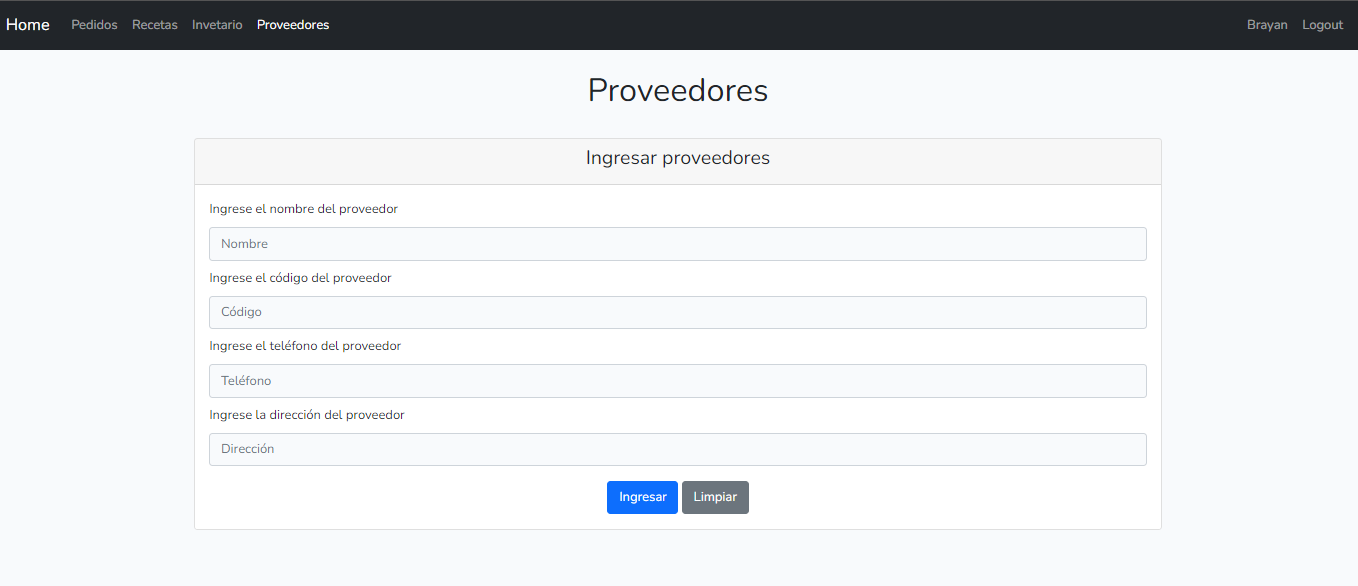 Home Pedidos Recetas Invetario Proveedores Brayan Logout
Proveedores
Ingresar proveedores
Ingrese el nombre del proveedor
Nombre
Ingrese el código del proveedor
Código
Ingrese el teléfono del proveedor
Teléfono
Ingrese la dirección del proveedor
Dirección
Ingresar Limpiar